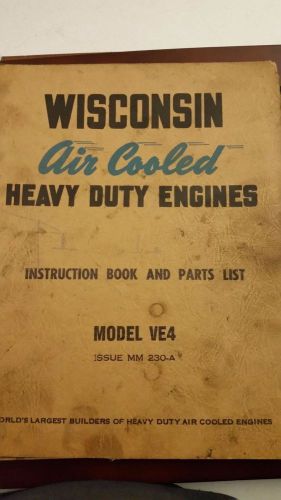 WISCONSIN
Air Cooled
HEAVY DUTY ENGINES
INSTRUCTION BOOK AND PARTS LIST
MODEL VE4
ISSUE MM 230-A
ORLD'S LARGEST BUILDERS OF HEAVY DUTY AIR COOLED ENGINES